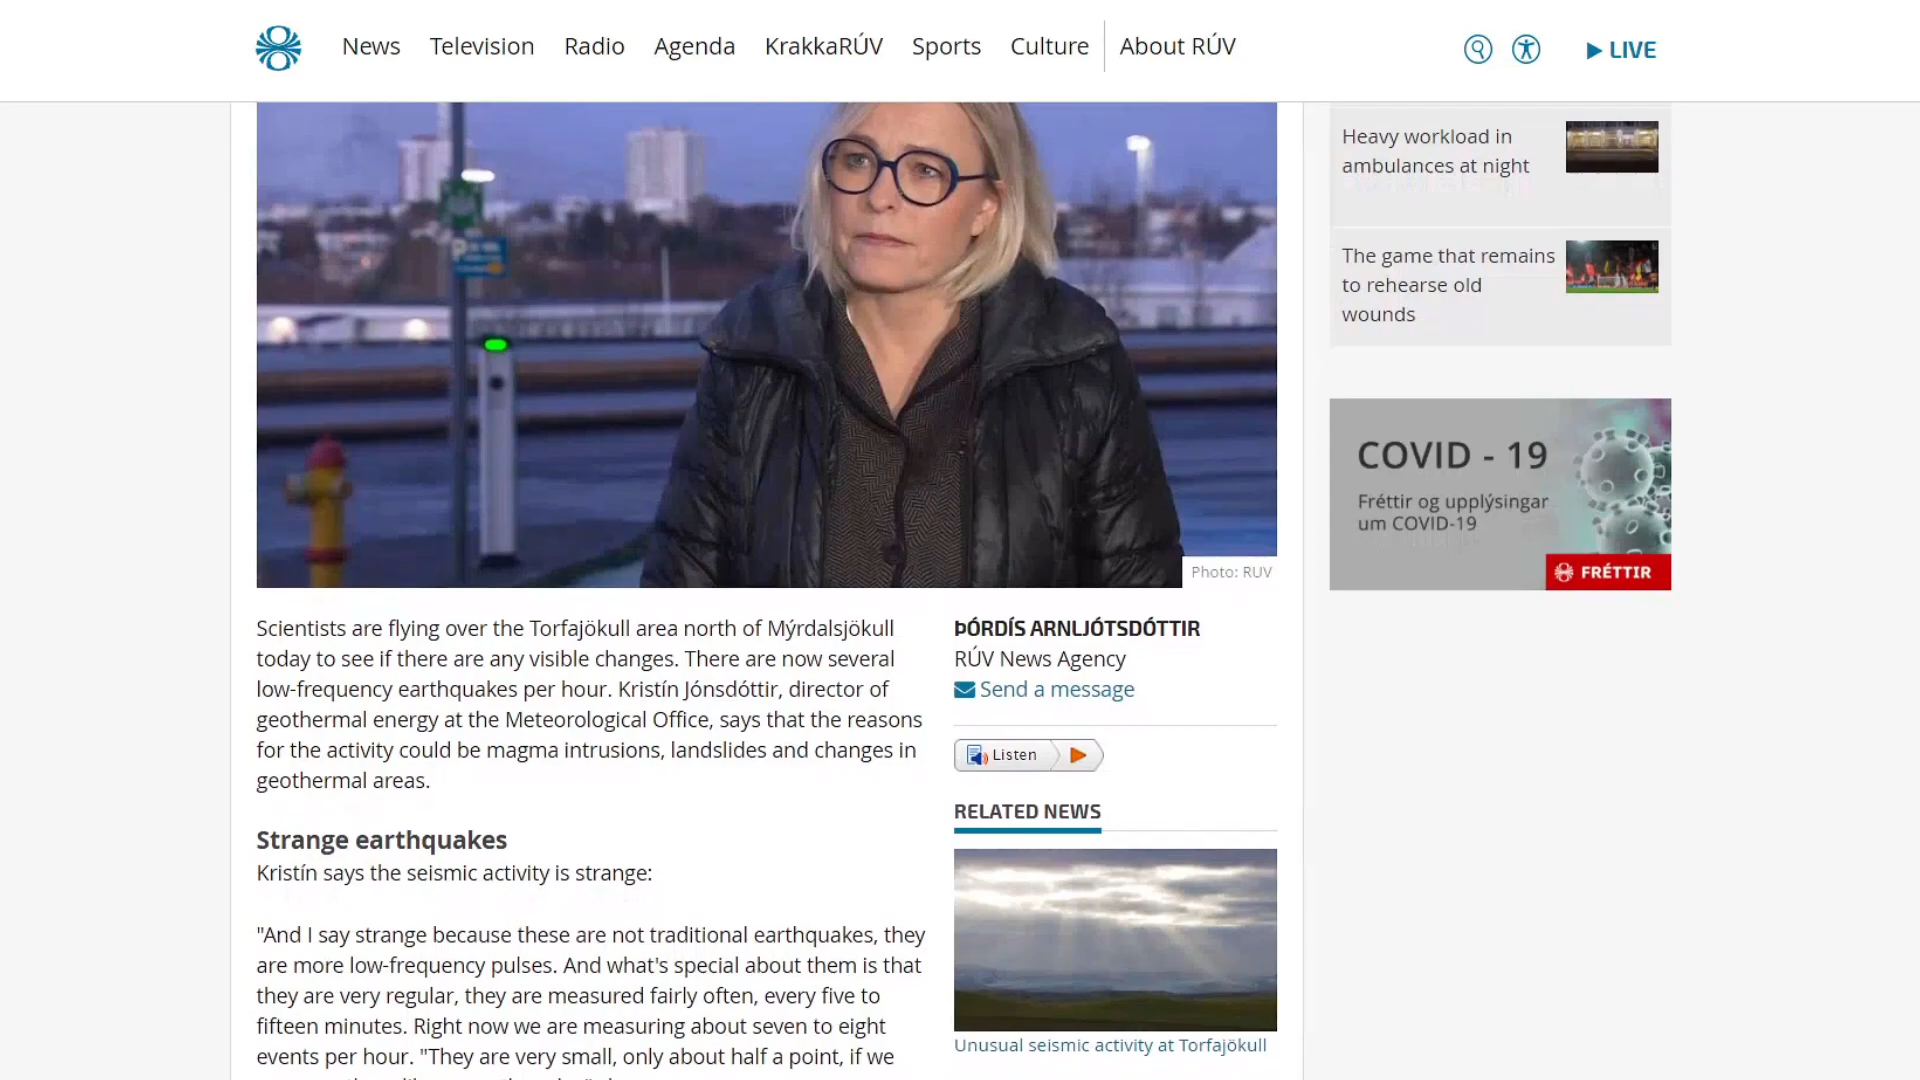 News Television Radio Agenda KrakkaRÚV Sports Culture About RÚV LIVE
Heavy workload in
ambulances at night
The game that remains
to rehearse old
wounds
COVID - 19
Fréttir og upplýsingar
um COVID-19
FRÉTTIR
Photo: RUV
Scientists are flying over the Torfajökull area north of Mýrdalsjökull
today to see if there are any visible changes. There are now several
low-frequency earthquakes per hour. Kristín Jónsdóttir, director of
geothermal energy at the Meteorological Office, says that the reasons
for the activity could be magma intrusions, landslides and changes in
geothermal areas.
Strange earthquakes
Kristín says the seismic activity is strange:
"And I say strange because these are not traditional earthquakes, they
are more low-frequency pulses. And what's special about them is that
they are very regular, they are measured fairly often, every five to
fifteen minutes. Right now we are measuring about seven to eight
events per hour. "They are very small, only about half a point, if we
ÞÓRDÍS ARNLJÓTSDÓTTIR
RÚV News Agency
Send a message
Listen
RELATED NEWS
Unusual seismic activity at Torfajökull